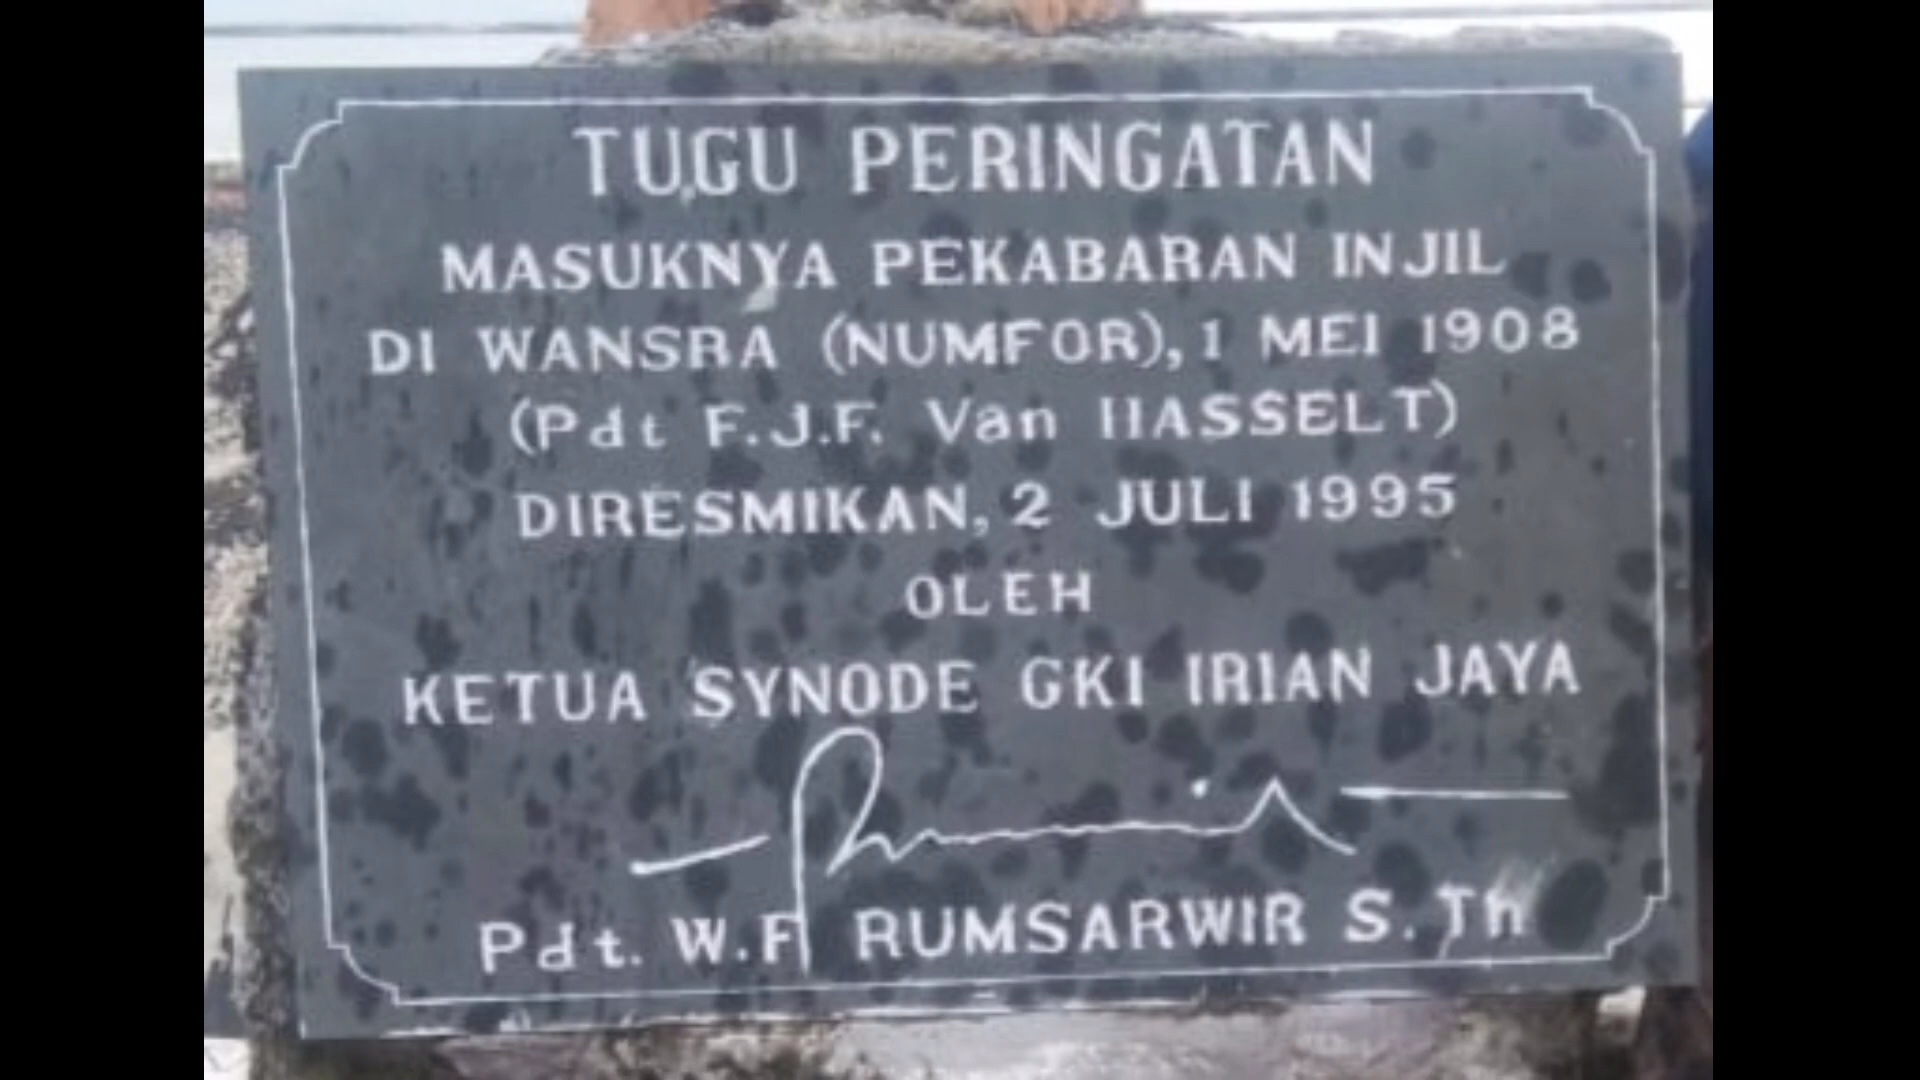 TUGU PERINGATAN
MASUKNYA PEKABARAN INJIL
DI WANSRA (NUMFOR), 1 MEI 1908
(Pdt F.J.F. Van HASSELT)
DIRESMIKAN, 2 JULI 1995
OLEH
KETUA SYNODE GKI IRIAN JAYA
Pdt. W.F RUMSARWIR S.Th